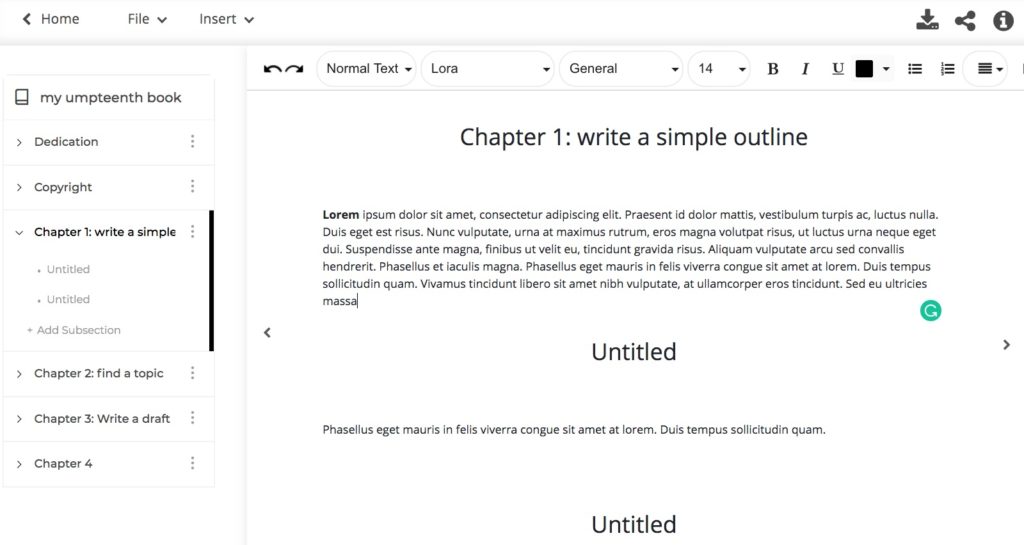 Home File Insert
Normal Text Lora General 14 B I U
my umpteenth book
Dedication
Copyright
Chapter 1: write a simple
Untitled
Untitled
+ Add Subsection
Chapter 2: find a topic
Chapter 3: Write a draft
Chapter 4
Chapter 1: write a simple outline
Lorem ipsum dolor sit amet, consectetur adipiscing elit. Praesent id dolor mattis, vestibulum turpis ac, luctus nulla.
Duis eget est risus. Nunc vulputate, urna at maximus rutrum, eros magna volutpat risus, ut luctus urna neque eget
dui. Suspendisse ante magna, finibus ut velit eu, tincidunt gravida risus. Aliquam vulputate arcu sed convallis
hendrerit. Phasellus et iaculis magna. Phasellus eget mauris in felis viverra congue sit amet at lorem. Duis tempus
sollicitudin quam. Vivamus tincidunt libero sit amet nibh vulputate, at ullamcorper eros tincidunt. Sed eu ultricies
massa
Untitled
Phasellus eget mauris in felis viverra congue sit amet at lorem. Duis tempus sollicitudin quam.
Untitled